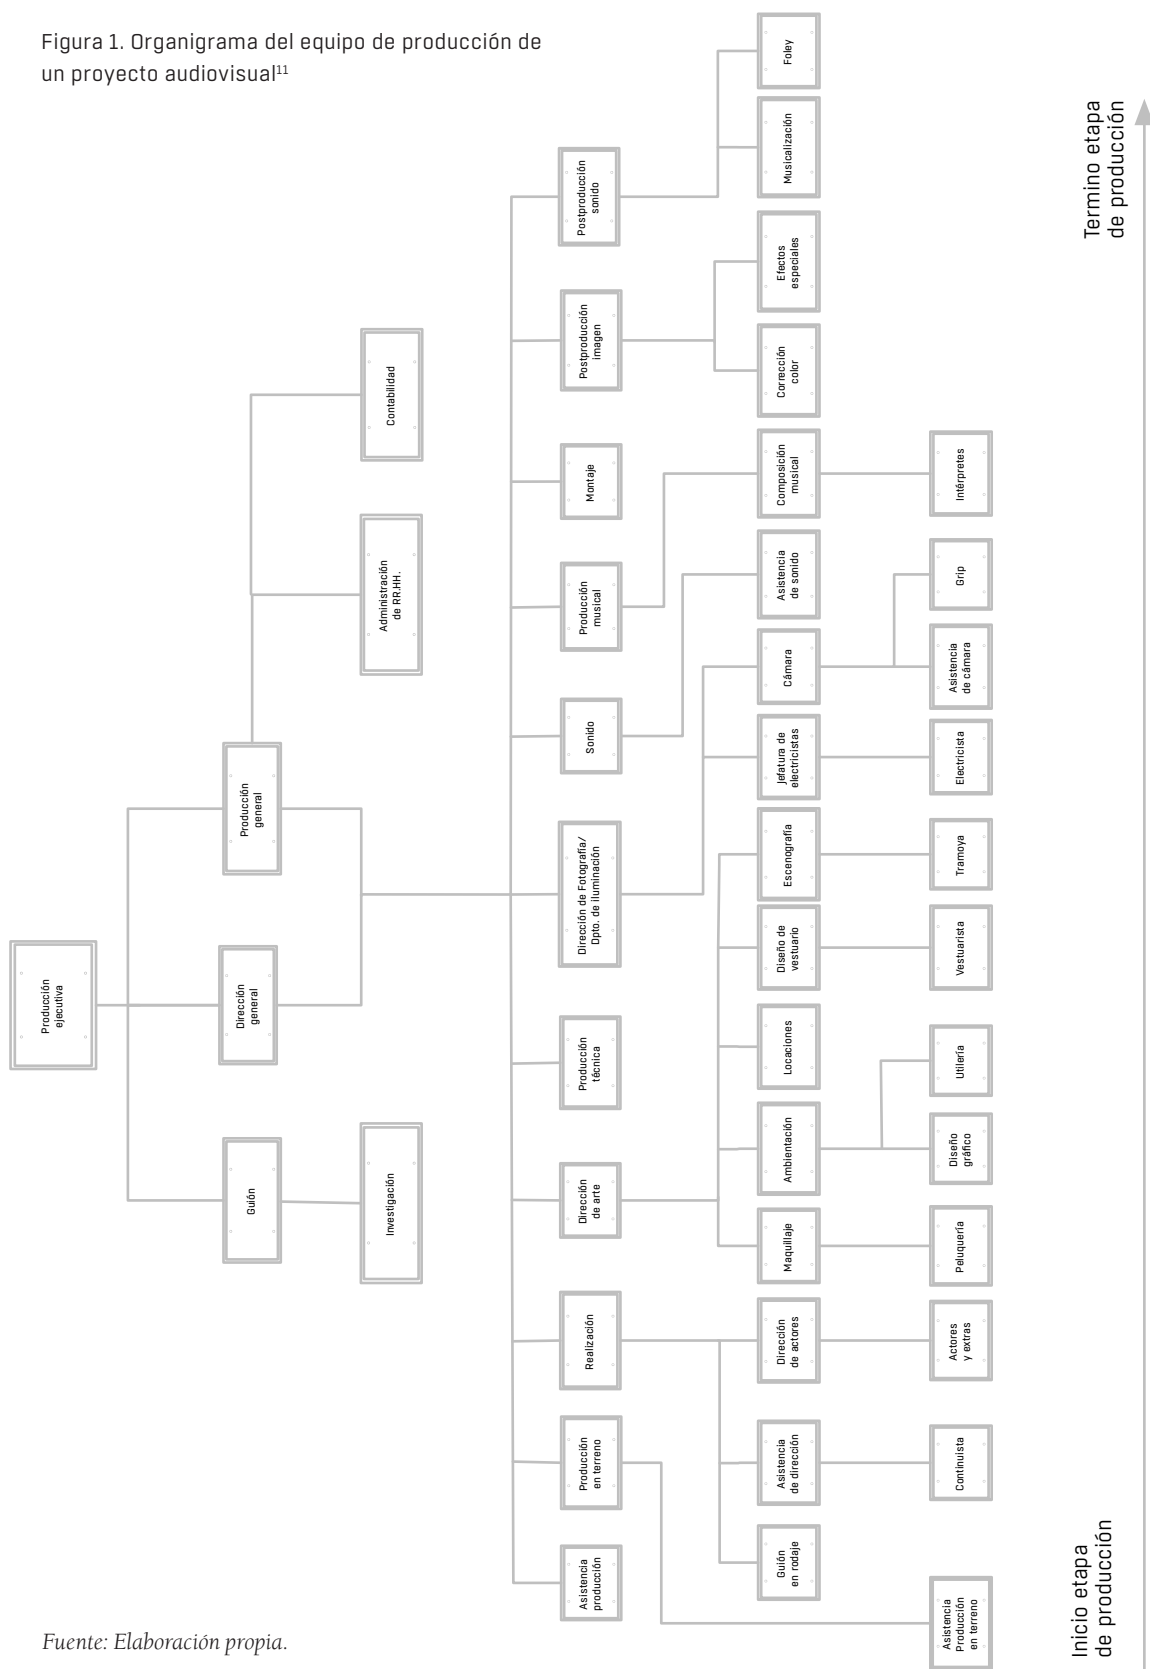 Figura 1. Organigrama del equipo de producción de
un proyecto audiovisual¹¹
Producción
ejecutiva
Guión
Dirección
general
Producción
general
Investigación
Administración
de RR.HH.
Contabilidad
Asistencia
producción
Producción
en terreno
Realización
Dirección
de arte
Producción
técnica
Dirección de Fotografía/
Dpto. de iluminación
Sonido
Producción
musical
Montaje
Postproducción
imagen
Postproducción
sonido
Guión
en rodaje
Asistencia
de dirección
Dirección
de actores
Maquillaje
Ambientación
Locaciones
Diseño de
vestuario
Escenografía
Jefatura de
electricistas
Cámara
Asistencia
de sonido
Composición
musical
Corrección
color
Efectos
especiales
Musicalización
Foley
Asistencia
Producción
en terreno
Continuista
Actores
y extras
Peluquería
Diseño
gráfico
Utilería
Vestuarista
Tramoya
Electricista
Asistencia
de cámara
Grip
Intérpretes
Inicio etapa
de producción
Termino etapa
de producción
Fuente: Elaboración propia.